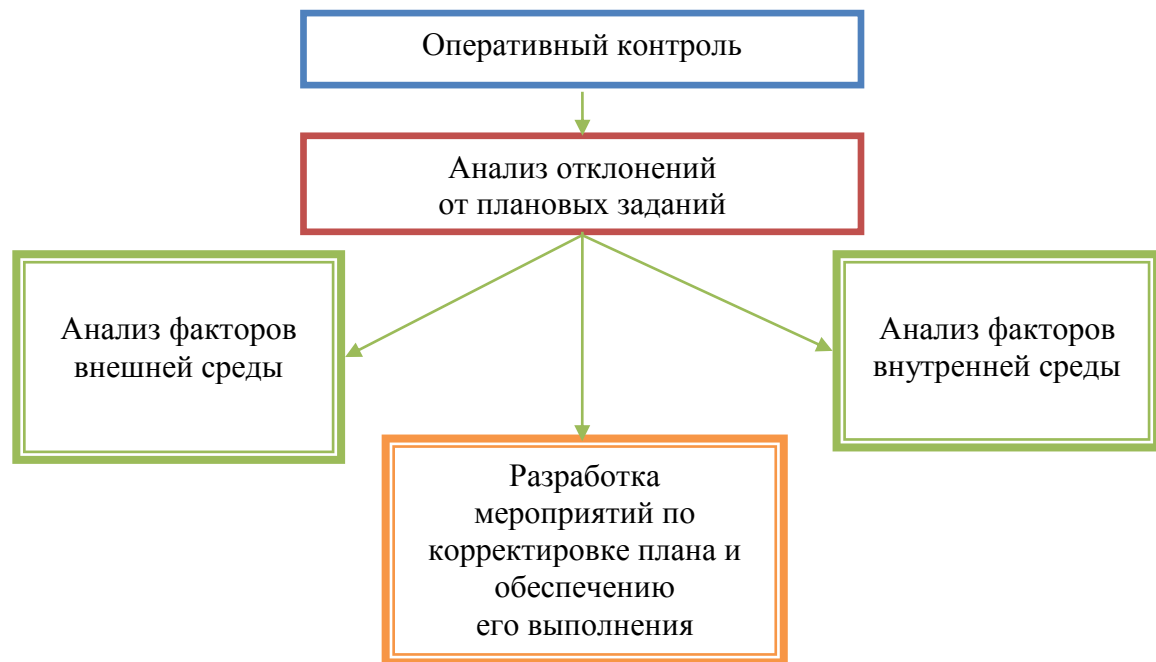 Оперативный контроль
Анализ отклонений
от плановых заданий
Анализ факторов
внешней среды
Анализ факторов
внутренней среды
Разработка
мероприятий по
корректировке плана и
обеспечению
его выполнения